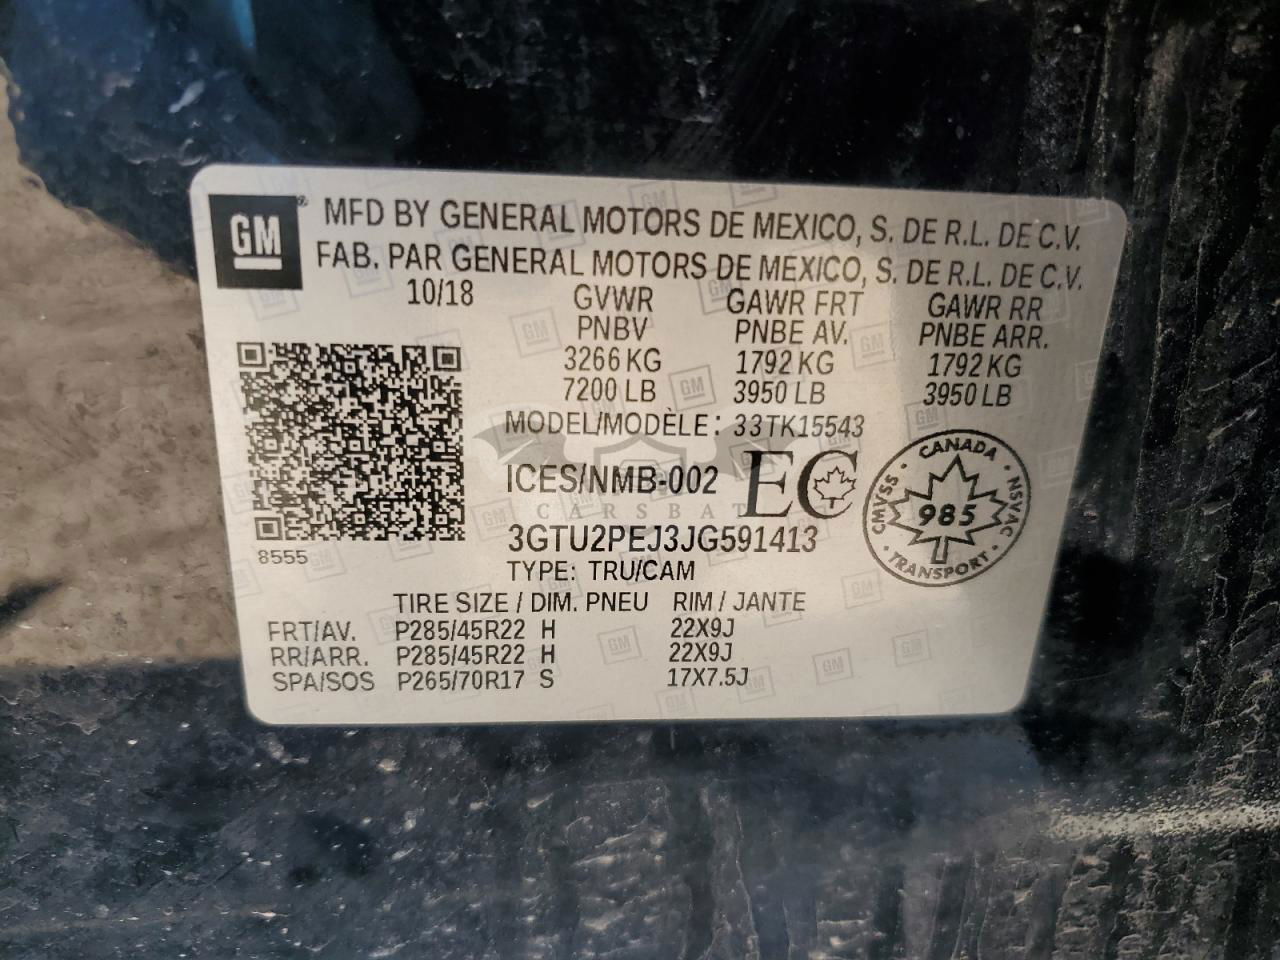 GM
MFD BY GENERAL MOTORS DE MEXICO, S. DE R.L. DE C.V.
FAB. PAR GENERAL MOTORS DE MEXICO, S. DE R.L. DE C.V.
10/18 GVWR GAWR FRT GAWR RR
PNBV PNBE AV. PNBE ARR.
3266 KG 1792 KG 1792 KG
7200 LB 3950 LB 3950 LB
MODEL/MODÈLE: 33TK15543
ICES/NMB-002 EC
CARSBAT
CANADA
CMVSS 985 NSVAC
TRANSPORT
3GTU2PEJ3JG591413
8555
TYPE: TRU/CAM
TIRE SIZE / DIM. PNEU RIM / JANTE
FRT/AV. P285/45R22 H 22X9J
RR/ARR. P285/45R22 H 22X9J
SPA/SOS P265/70R17 S 17X7.5J